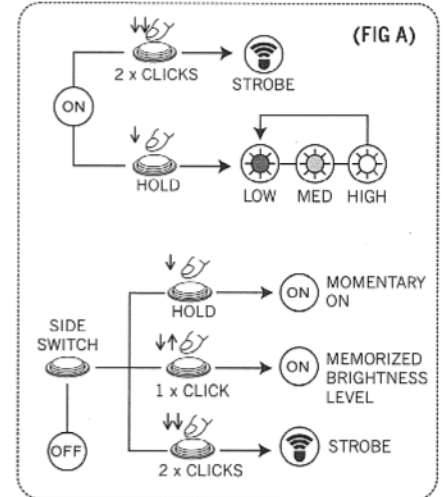 (FIG A)
2 x CLICKS
STROBE
ON
HOLD
LOW MED HIGH
HOLD
ON
MOMENTARY
ON
SIDE
SWITCH
1 x CLICK
ON
MEMORIZED
BRIGHTNESS
LEVEL
OFF
2 x CLICKS
STROBE